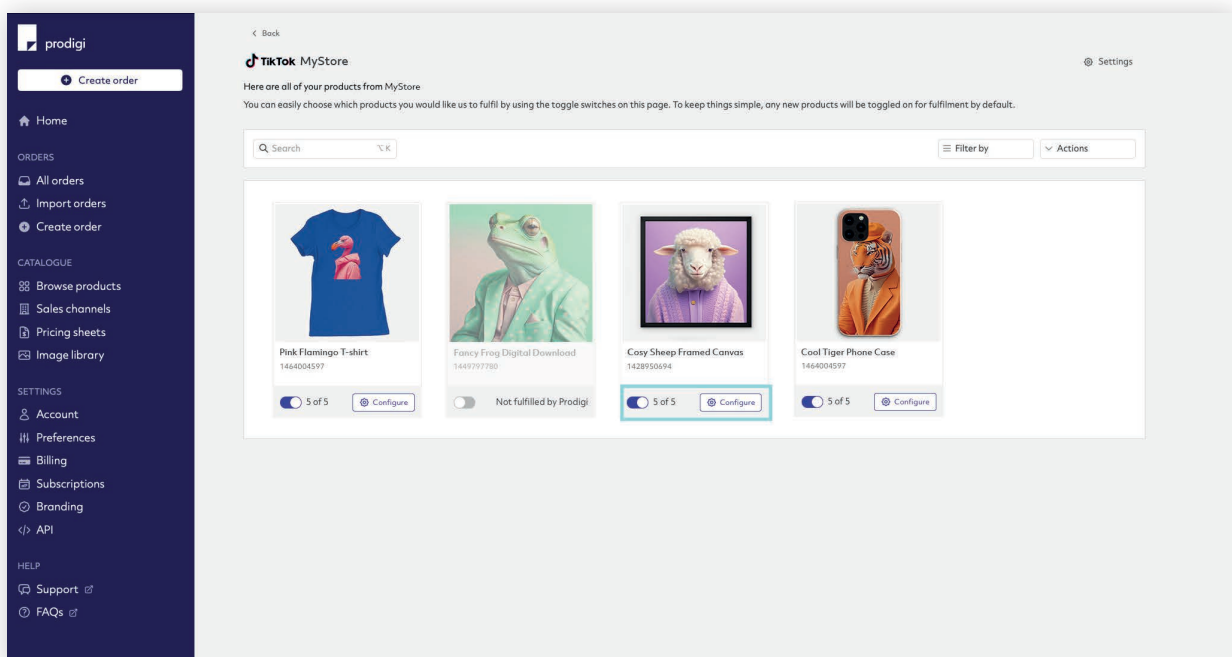 prodigi
Create order
Home
ORDERS
All orders
Import orders
Create order
CATALOGUE
Browse products
Sales channels
Pricing sheets
Image library
SETTINGS
Account
Preferences
Billing
Subscriptions
Branding
API
HELP
Support
FAQs
Back
TikTok MyStore
Settings
Here are all of your products from MyStore
You can easily choose which products you would like us to fulfil by using the toggle switches on this page. To keep things simple, any new products will be toggled on for fulfilment by default.
Search ⌥K
Filter by
Actions
Pink Flamingo T-shirt
1464004597
5 of 5 Configure
Fancy Frog Digital Download
1449797780
Not fulfilled by Prodigi
Cosy Sheep Framed Canvas
1428950694
5 of 5 Configure
Cool Tiger Phone Case
1464004597
5 of 5 Configure